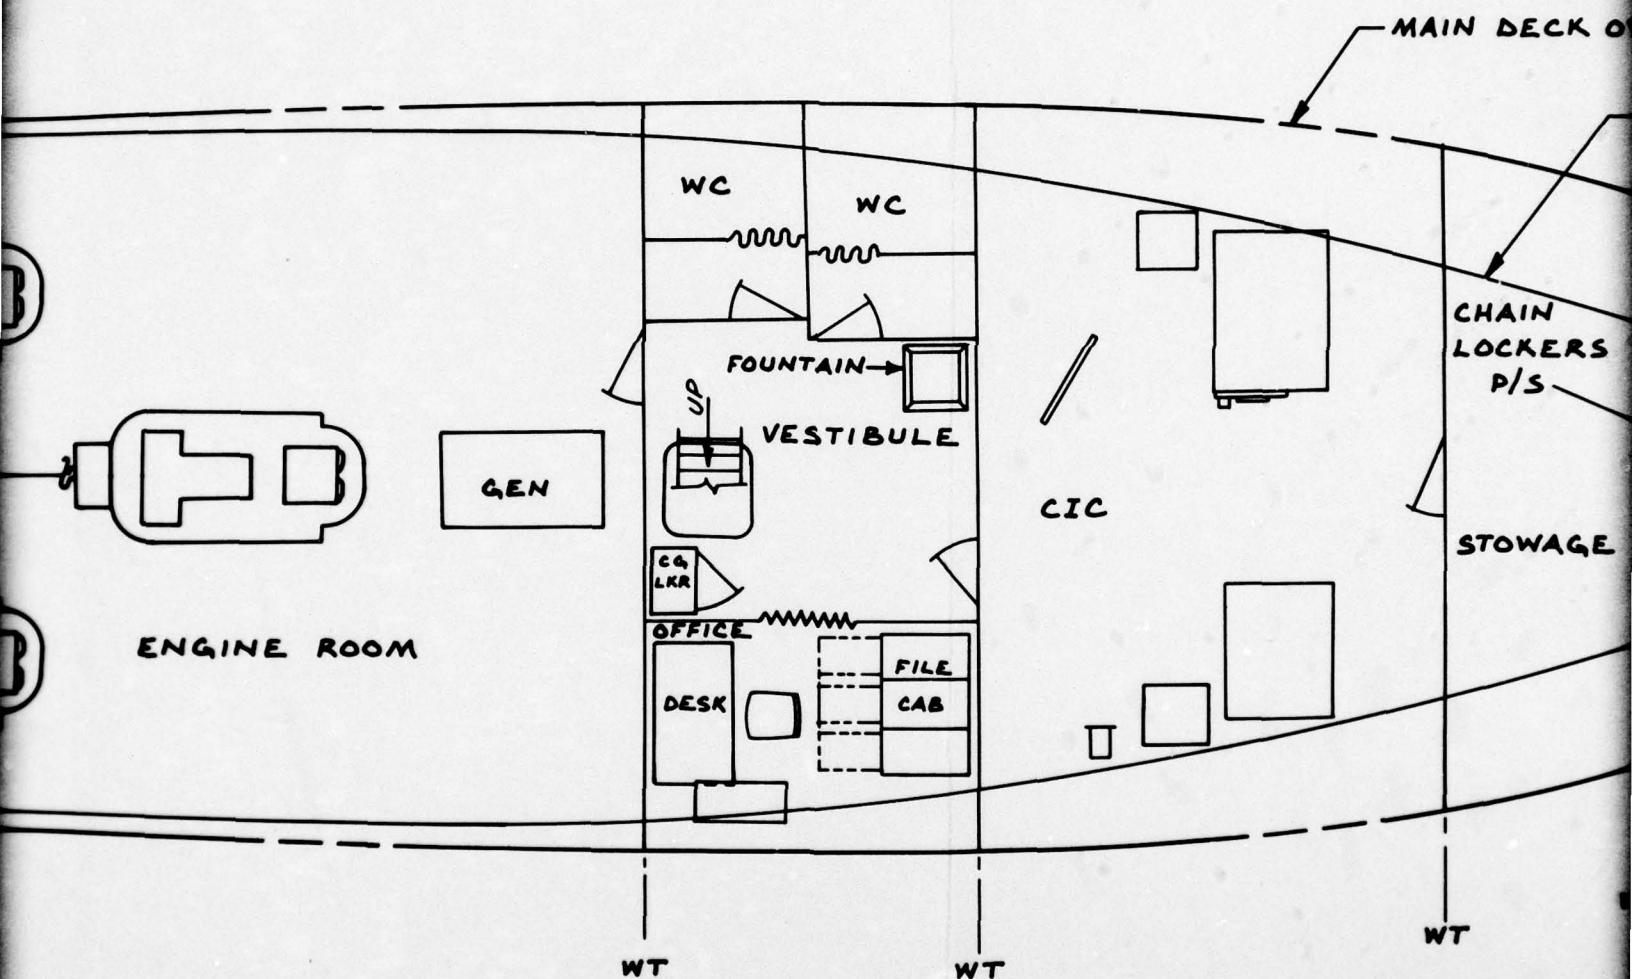 MAIN DECK
WC
WC
CHAIN
LOCKERS
P/S
FOUNTAIN
UP
VESTIBULE
GEN
CIC
STOWAGE
CG
LKR
OFFICE
ENGINE ROOM
FILE
DESK
CAB
WT
WT
WT